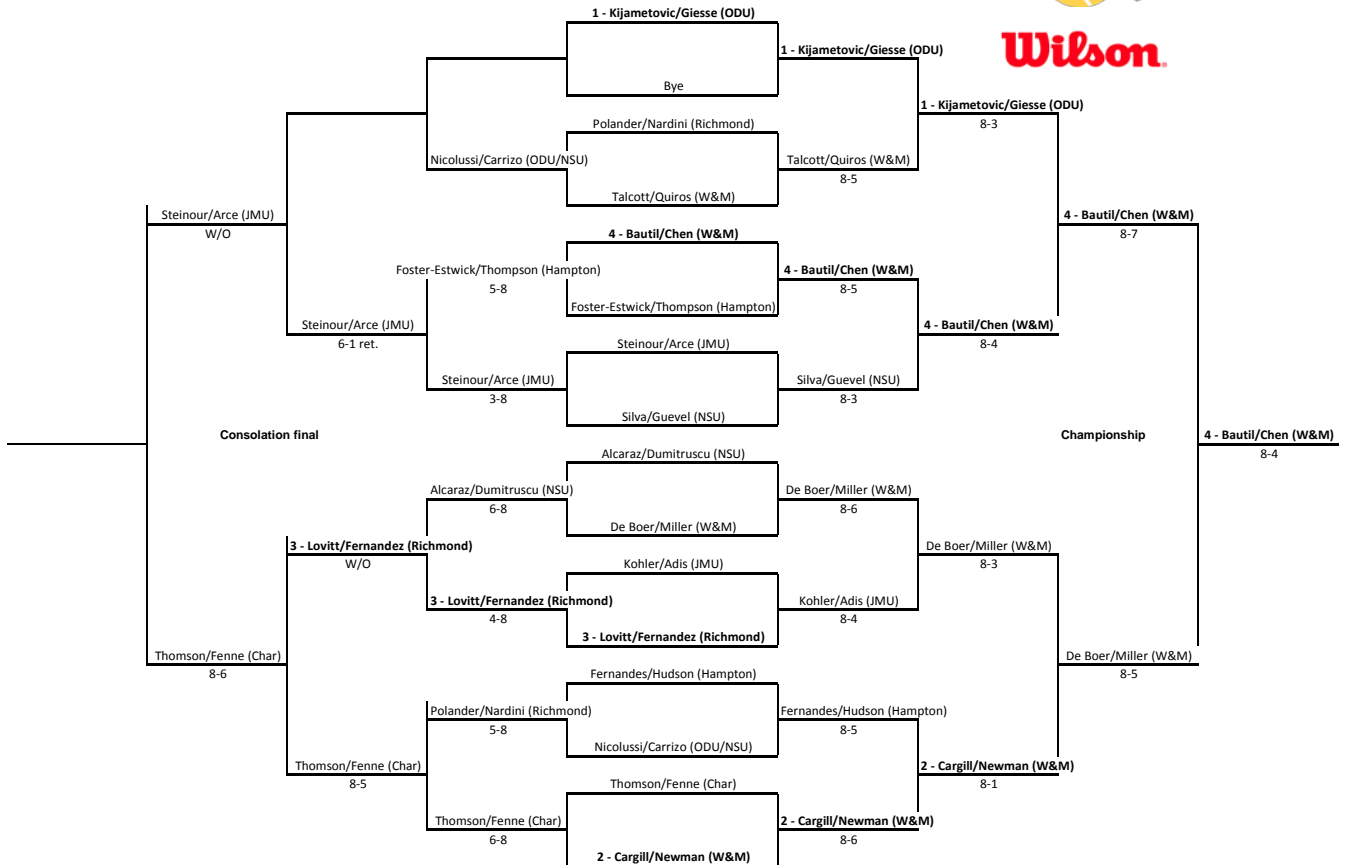 1 - Kijametovic/Giesse (ODU)
Wilson.
1 - Kijametovic/Giesse (ODU)
Bye
1 - Kijametovic/Giesse (ODU)
8-3
Polander/Nardini (Richmond)
Nicolussi/Carrizo (ODU/NSU)
Talcott/Quiros (W&M)
8-5
Talcott/Quiros (W&M)
Steinour/Arce (JMU)
W/O
4 - Bautil/Chen (W&M)
8-7
4 - Bautil/Chen (W&M)
Foster-Estwick/Thompson (Hampton)
5-8
4 - Bautil/Chen (W&M)
8-5
Foster-Estwick/Thompson (Hampton)
Steinour/Arce (JMU)
6-1 ret.
4 - Bautil/Chen (W&M)
8-4
Steinour/Arce (JMU)
Steinour/Arce (JMU)
3-8
Silva/Guevel (NSU)
8-3
Silva/Guevel (NSU)
Consolation final
Championship
4 - Bautil/Chen (W&M)
8-4
Alcaraz/Dumitruscu (NSU)
Alcaraz/Dumitruscu (NSU)
6-8
De Boer/Miller (W&M)
8-6
De Boer/Miller (W&M)
3 - Lovitt/Fernandez (Richmond)
W/O
De Boer/Miller (W&M)
8-3
Kohler/Adis (JMU)
3 - Lovitt/Fernandez (Richmond)
4-8
Kohler/Adis (JMU)
8-4
3 - Lovitt/Fernandez (Richmond)
Thomson/Fenne (Char)
8-6
De Boer/Miller (W&M)
8-5
Fernandes/Hudson (Hampton)
Polander/Nardini (Richmond)
5-8
Fernandes/Hudson (Hampton)
8-5
Nicolussi/Carrizo (ODU/NSU)
Thomson/Fenne (Char)
8-5
2 - Cargill/Newman (W&M)
8-1
Thomson/Fenne (Char)
Thomson/Fenne (Char)
6-8
2 - Cargill/Newman (W&M)
8-6
2 - Cargill/Newman (W&M)